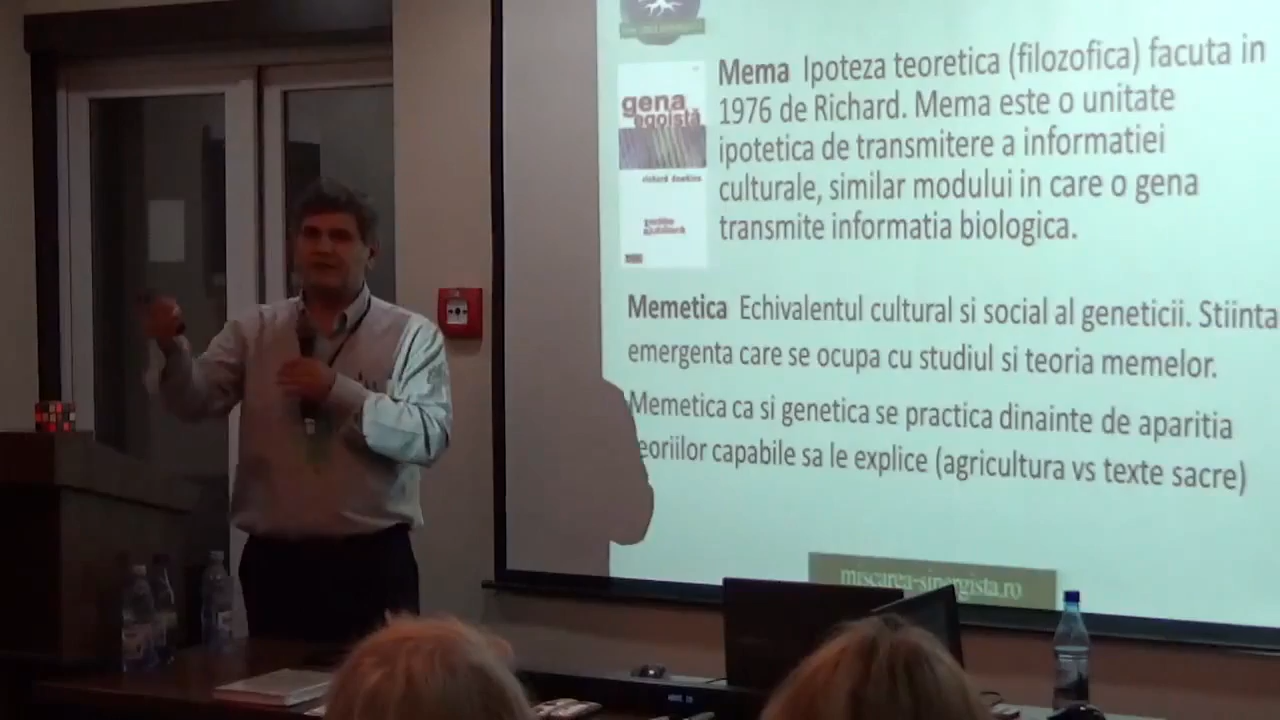 Mema Ipoteza teoretica (filozofica) facuta in
1976 de Richard. Mema este o unitate
ipotetica de transmitere a informatiei
culturale, similar modului in care o gena
transmite informatia biologica.
gena
egoistă
richard dawkins
Memetica Echivalentul cultural si social al geneticii. Stiinta
emergenta care se ocupa cu studiul si teoria memelor.
Memetica ca si genetica se practica dinainte de aparitia
eoriilor capabile sa le explice (agricultura vs texte sacre)
miscarea-sinergista.ro